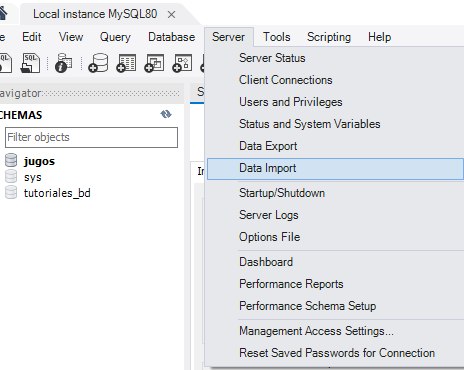 Local instance MySQL80 ×
Edit View Query Database Server Tools Scripting Help
SQL SQL
Server Status
Client Connections
Users and Privileges
Status and System Variables
Data Export
Data Import
Startup/Shutdown
Server Logs
Options File
Dashboard
Performance Reports
Performance Schema Setup
Management Access Settings...
Reset Saved Passwords for Connection
avigator
CHEMAS
Filter objects
jugos
sys
tutoriales_bd